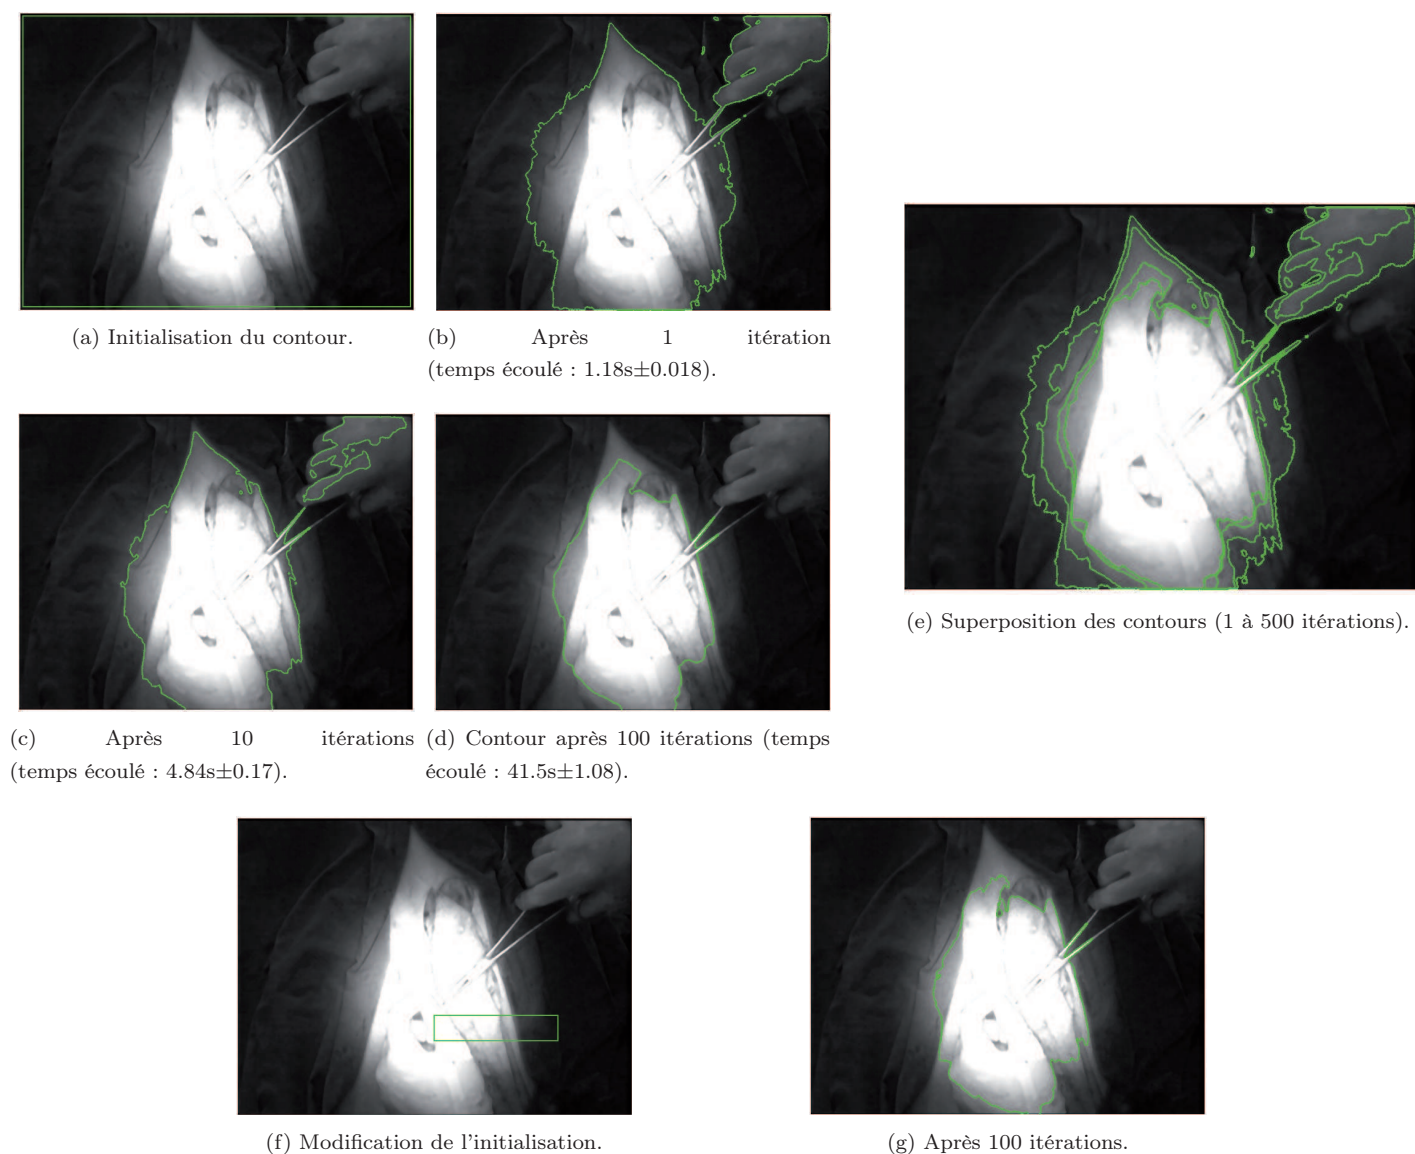 (a) Initialisation du contour.
(b) Après 1 itération
(temps écoulé : 1.18s±0.018).
(c) Après 10 itérations
(temps écoulé : 4.84s±0.17).
(d) Contour après 100 itérations (temps
écoulé : 41.5s±1.08).
(e) Superposition des contours (1 à 500 itérations).
(f) Modification de l'initialisation.
(g) Après 100 itérations.